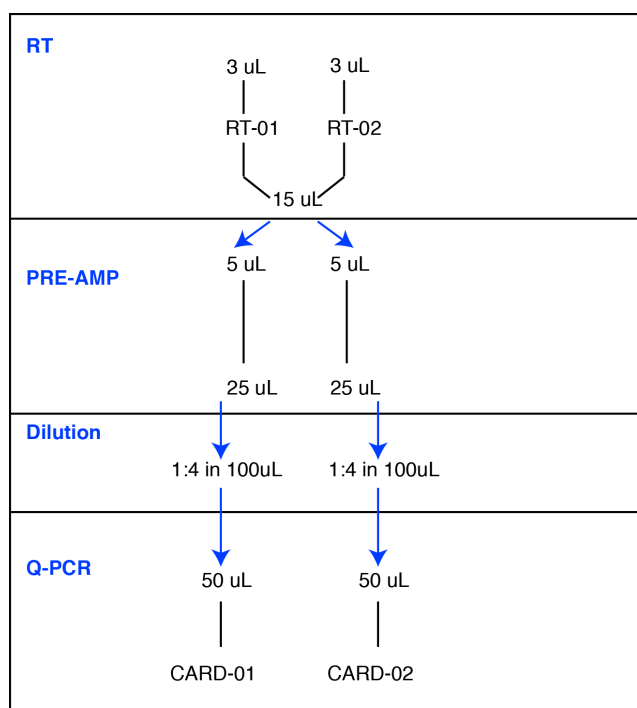 RT
3 uL 3 uL
RT-01 RT-02
15 uL
PRE-AMP
5 uL 5 uL
25 uL 25 uL
Dilution
1:4 in 100uL 1:4 in 100uL
Q-PCR
50 uL 50 uL
CARD-01 CARD-02